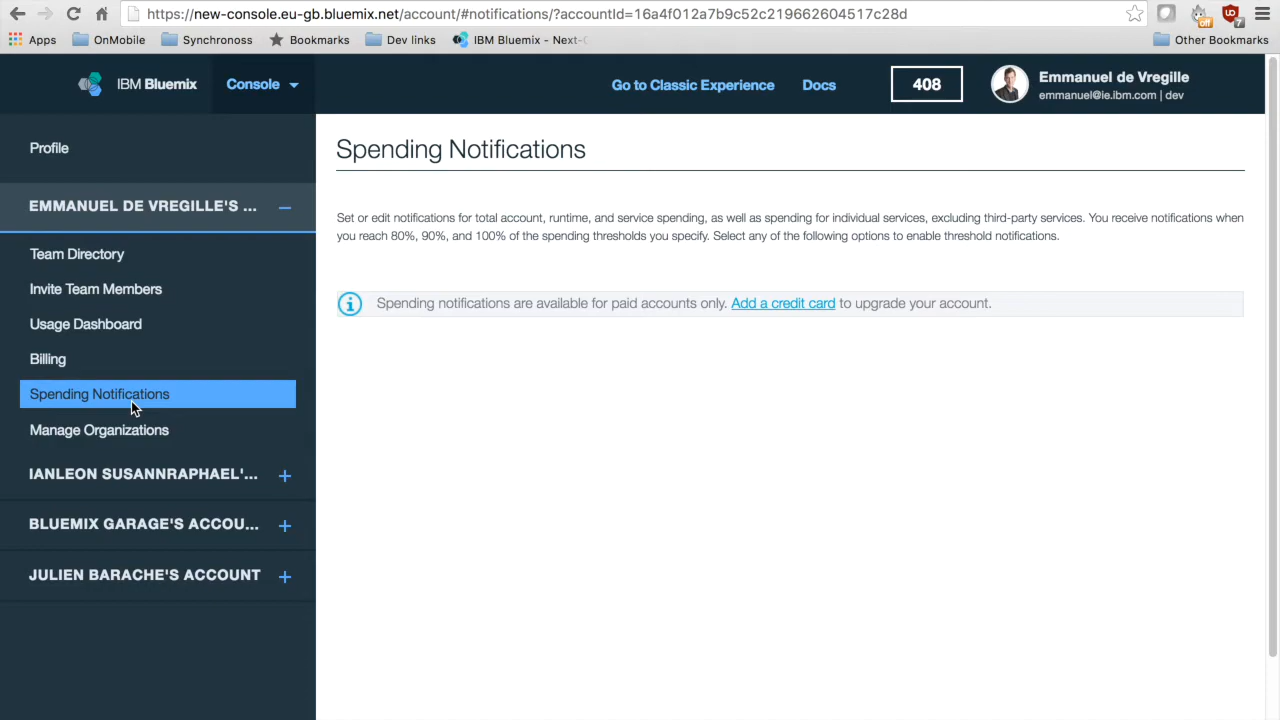 https://new-console.eu-gb.bluemix.net/account/#notifications/?accountId=16a4f012a7b9c52c219662604517c28d
off
7
Apps
OnMobile
Synchronoss
Bookmarks
Dev links
IBM Bluemix - Next-
Other Bookmarks
IBM Bluemix
Console
Go to Classic Experience
Docs
408
Emmanuel de Vregille
emmanuel@ie.ibm.com | dev
Profile
EMMANUEL DE VREGILLE'S ...
Team Directory
Invite Team Members
Usage Dashboard
Billing
Spending Notifications
Manage Organizations
IANLEON SUSANNRAPHAEL'...
BLUEMIX GARAGE'S ACCOU...
JULIEN BARACHE'S ACCOUNT
Spending Notifications
Set or edit notifications for total account, runtime, and service spending, as well as spending for individual services, excluding third-party services. You receive notifications when
you reach 80%, 90%, and 100% of the spending thresholds you specify. Select any of the following options to enable threshold notifications.
Spending notifications are available for paid accounts only. Add a credit card to upgrade your account.